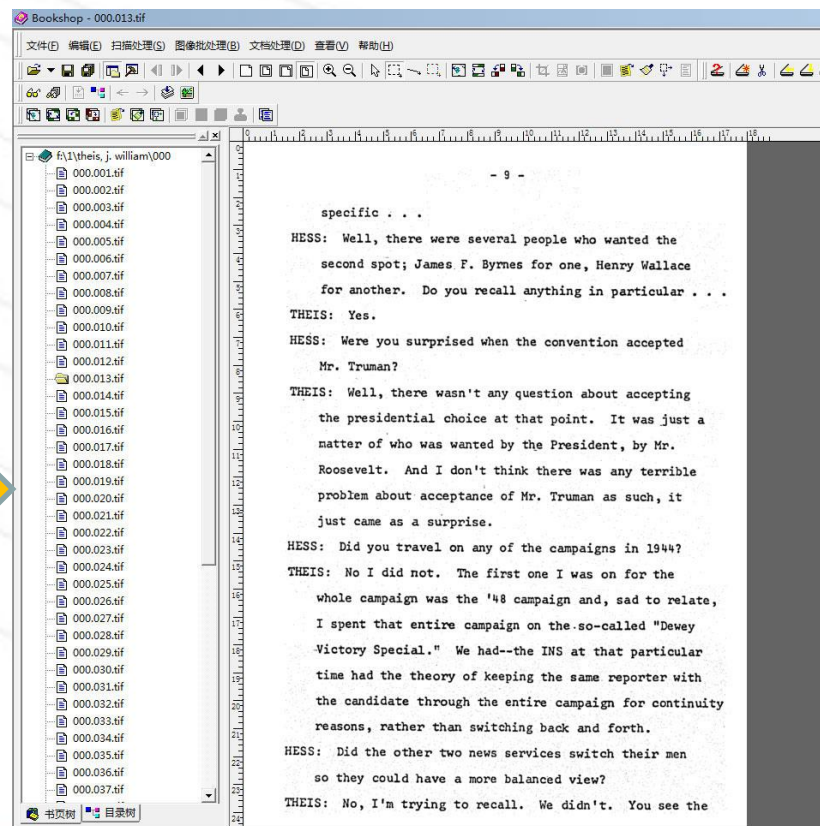 Bookshop - 000.013.tif
文件(F) 编辑(E) 扫描处理(S) 图像批处理(B) 文档处理(D) 查看(V) 帮助(H)
f:\1\theis, j. william\000
000.001.tif
000.002.tif
000.003.tif
000.004.tif
000.005.tif
000.006.tif
000.007.tif
000.008.tif
000.009.tif
000.010.tif
000.011.tif
000.012.tif
000.013.tif
000.014.tif
000.015.tif
000.016.tif
000.017.tif
000.018.tif
000.019.tif
000.020.tif
000.021.tif
000.022.tif
000.023.tif
000.024.tif
000.025.tif
000.026.tif
000.027.tif
000.028.tif
000.029.tif
000.030.tif
000.031.tif
000.032.tif
000.033.tif
000.034.tif
000.035.tif
000.036.tif
000.037.tif
书页树 目录树
- 9 -
specific . . .
HESS: Well, there were several people who wanted the
second spot; James F. Byrnes for one, Henry Wallace
for another. Do you recall anything in particular . . .
THEIS: Yes.
HESS: Were you surprised when the convention accepted
Mr. Truman?
THEIS: Well, there wasn't any question about accepting
the presidential choice at that point. It was just a
matter of who was wanted by the President, by Mr.
Roosevelt. And I don't think there was any terrible
problem about acceptance of Mr. Truman as such, it
just came as a surprise.
HESS: Did you travel on any of the campaigns in 1944?
THEIS: No I did not. The first one I was on for the
whole campaign was the '48 campaign and, sad to relate,
I spent that entire campaign on the so-called "Dewey
Victory Special." We had--the INS at that particular
time had the theory of keeping the same reporter with
the candidate through the entire campaign for continuity
reasons, rather than switching back and forth.
HESS: Did the other two news services switch their men
so they could have a more balanced view?
THEIS: No, I'm trying to recall. We didn't. You see the